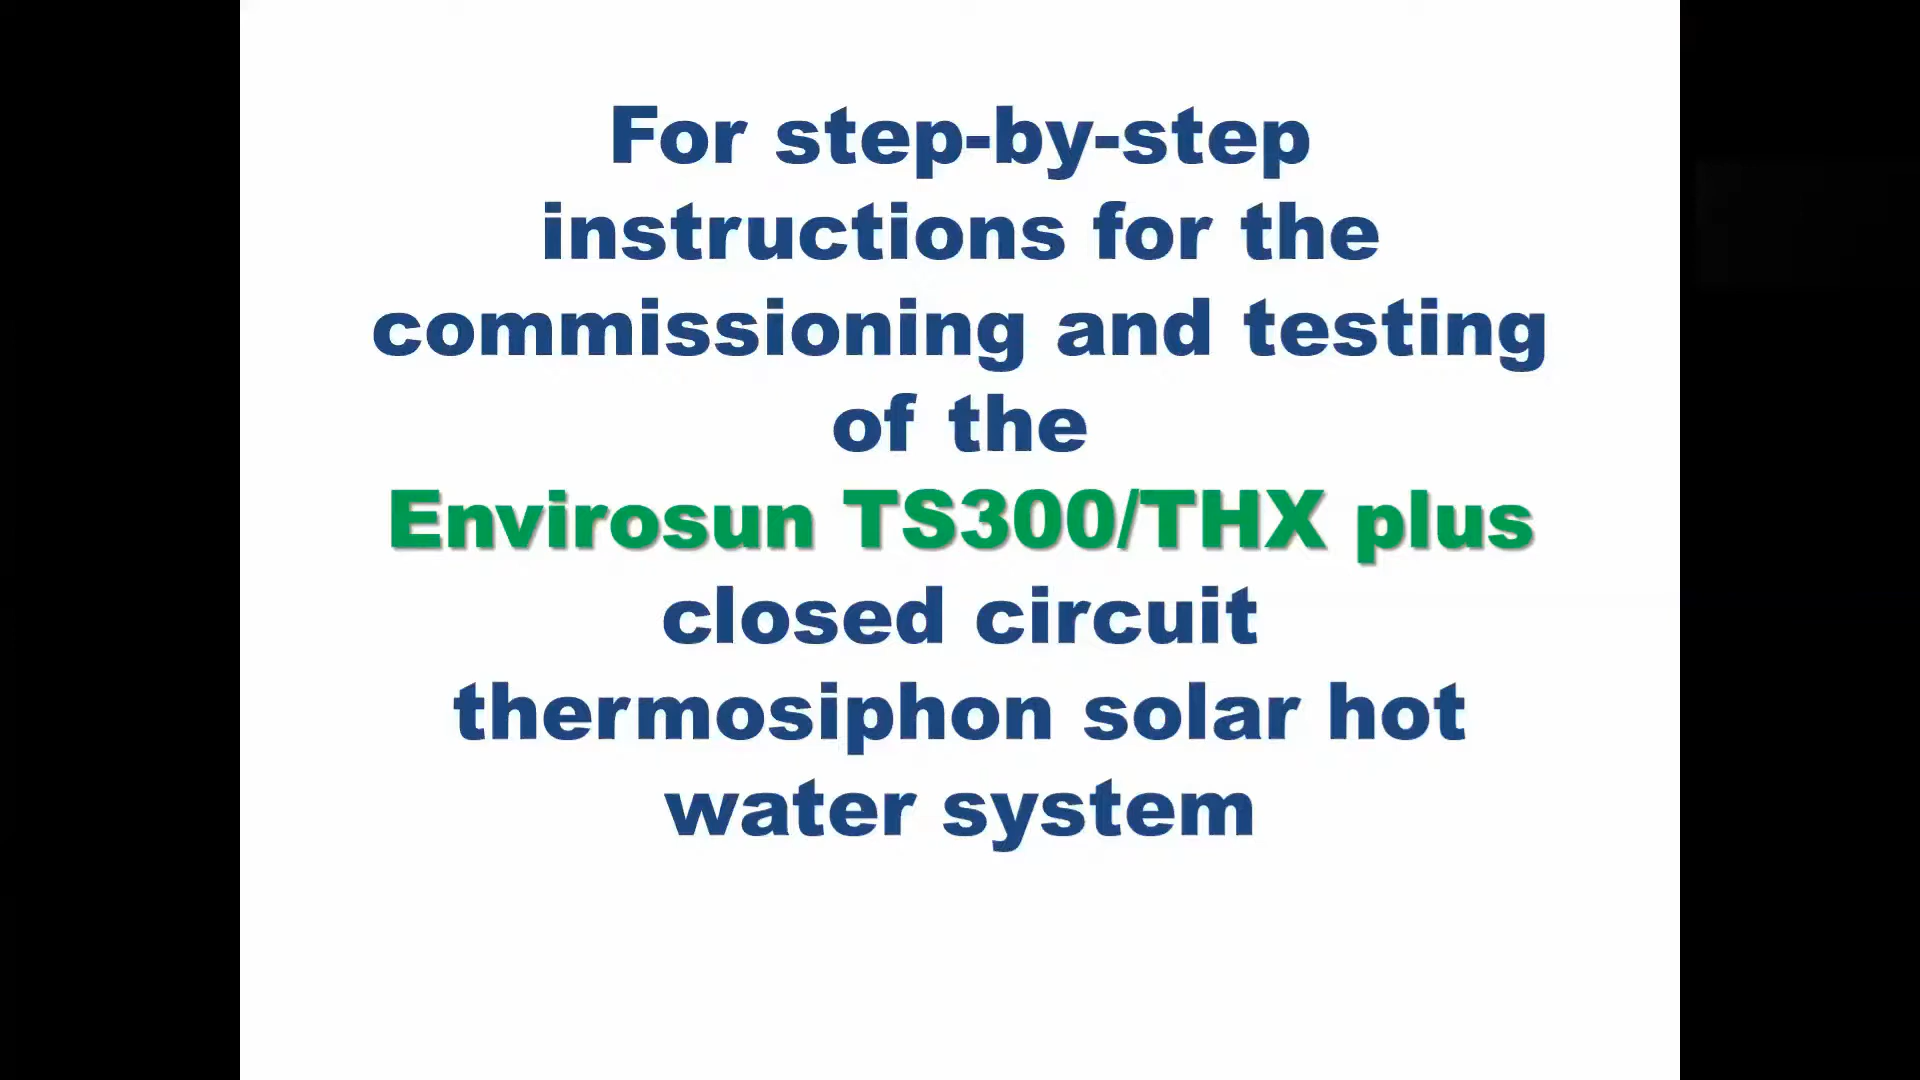 For step-by-step
instructions for the
commissioning and testing
of the
Envirosun TS300/THX plus
closed circuit
thermosiphon solar hot
water system